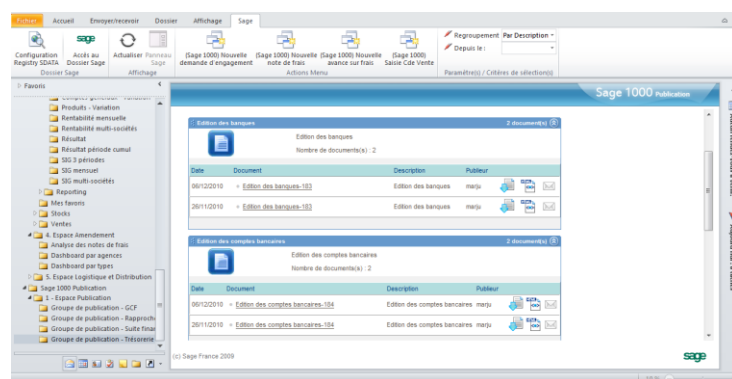 Fichier Accueil Envoyer/recevoir Dossier Affichage Sage
Configuration Registry SDATA
Accès au Dossier Sage
Actualiser
Panneau Sage
(Sage 1000) Nouvelle demande d'engagement
(Sage 1000) Nouvelle note de frais
(Sage 1000) Nouvelle avance sur frais
(Sage 1000) Saisie Cde Vente
Regroupement Par Description
Depuis le :
Dossier Sage Affichage Actions Menu Paramètre(s) / Critères de sélection(s)
Favoris
Produits - Variation
Rentabilité mensuelle
Rentabilité multi-sociétés
Résultat
Résultat période cumul
SIG 3 périodes
SIG mensuel
SIG multi-sociétés
Reporting
Mes favoris
Stocks
Ventes
4. Espace Amendement
Analyse des notes de frais
Dashboard par agences
Dashboard par types
5. Espace Logistique et Distribution
Sage 1000 Publication
1 - Espace Publication
Groupe de publication - GCF
Groupe de publication - Rapproch
Groupe de publication - Suite finan
Groupe de publication - Trésorerie
Sage 1000 Publication
Edition des banques 2 document(s)
Edition des banques
Nombre de documents(s) : 2
Date Document Description Publieur
06/12/2010 Edition des banques-183 Edition des banques marju
26/11/2010 Edition des banques-183 Edition des banques marju
Edition des comptes bancaires 2 document(s)
Edition des comptes bancaires
Nombre de documents(s) : 2
Date Document Description Publieur
06/12/2010 Edition des comptes bancaires-184 Edition des comptes bancaires marju
26/11/2010 Edition des comptes bancaires-184 Edition des comptes bancaires marju
(c) Sage France 2009
sage